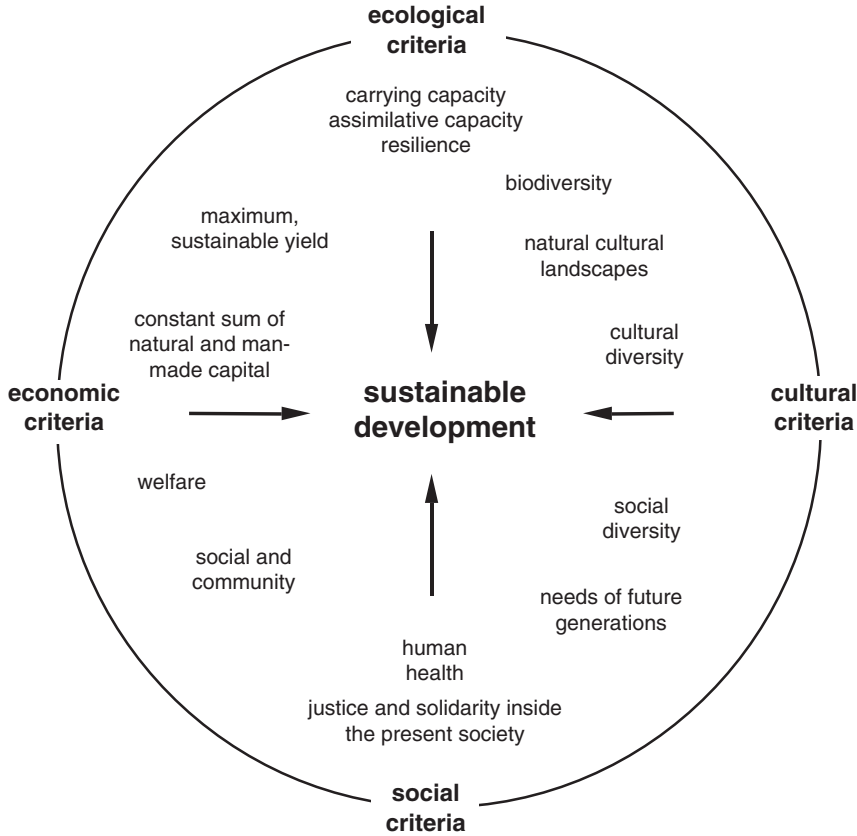 ecological
criteria
carrying capacity
assimilative capacity
resilience
biodiversity
maximum,
sustainable yield
natural cultural
landscapes
constant sum of
natural and man-
made capital
cultural
diversity
economic
criteria
sustainable
development
cultural
criteria
welfare
social
diversity
social and
community
needs of future
generations
human
health
justice and solidarity inside
the present society
social
criteria